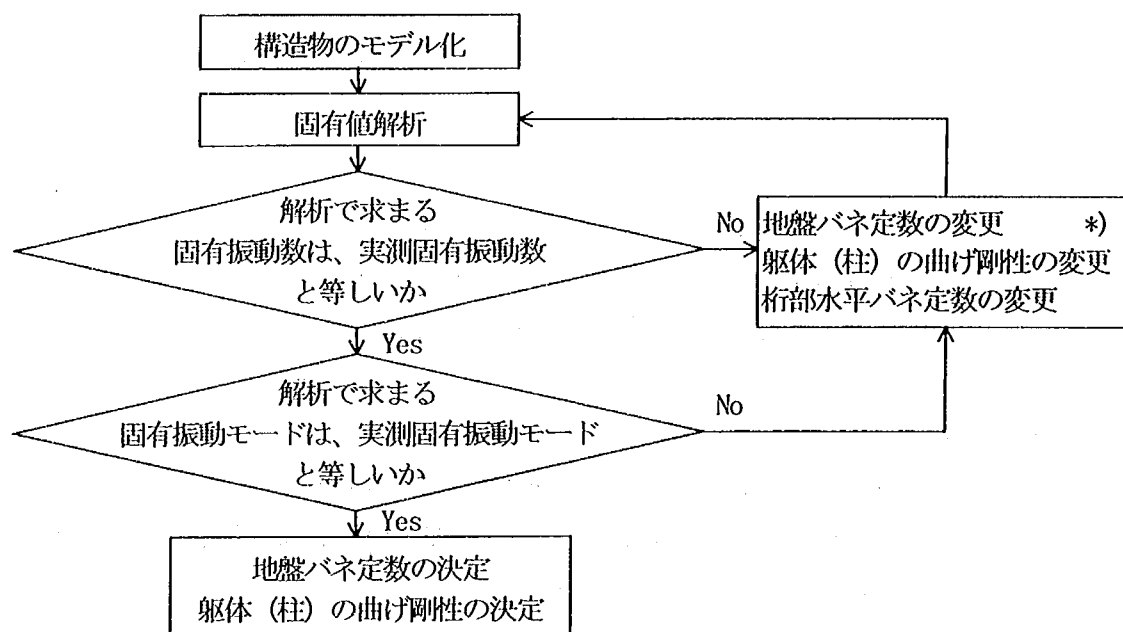 構造物のモデル化
固有値解析
解析で求まる
固有振動数は、実測固有振動数
と等しいか
No
地盤バネ定数の変更 *)
躯体（柱）の曲げ剛性の変更
桁部水平バネ定数の変更
Yes
解析で求まる
固有振動モードは、実測固有振動モード
と等しいか
No
Yes
地盤バネ定数の決定
躯体（柱）の曲げ剛性の決定